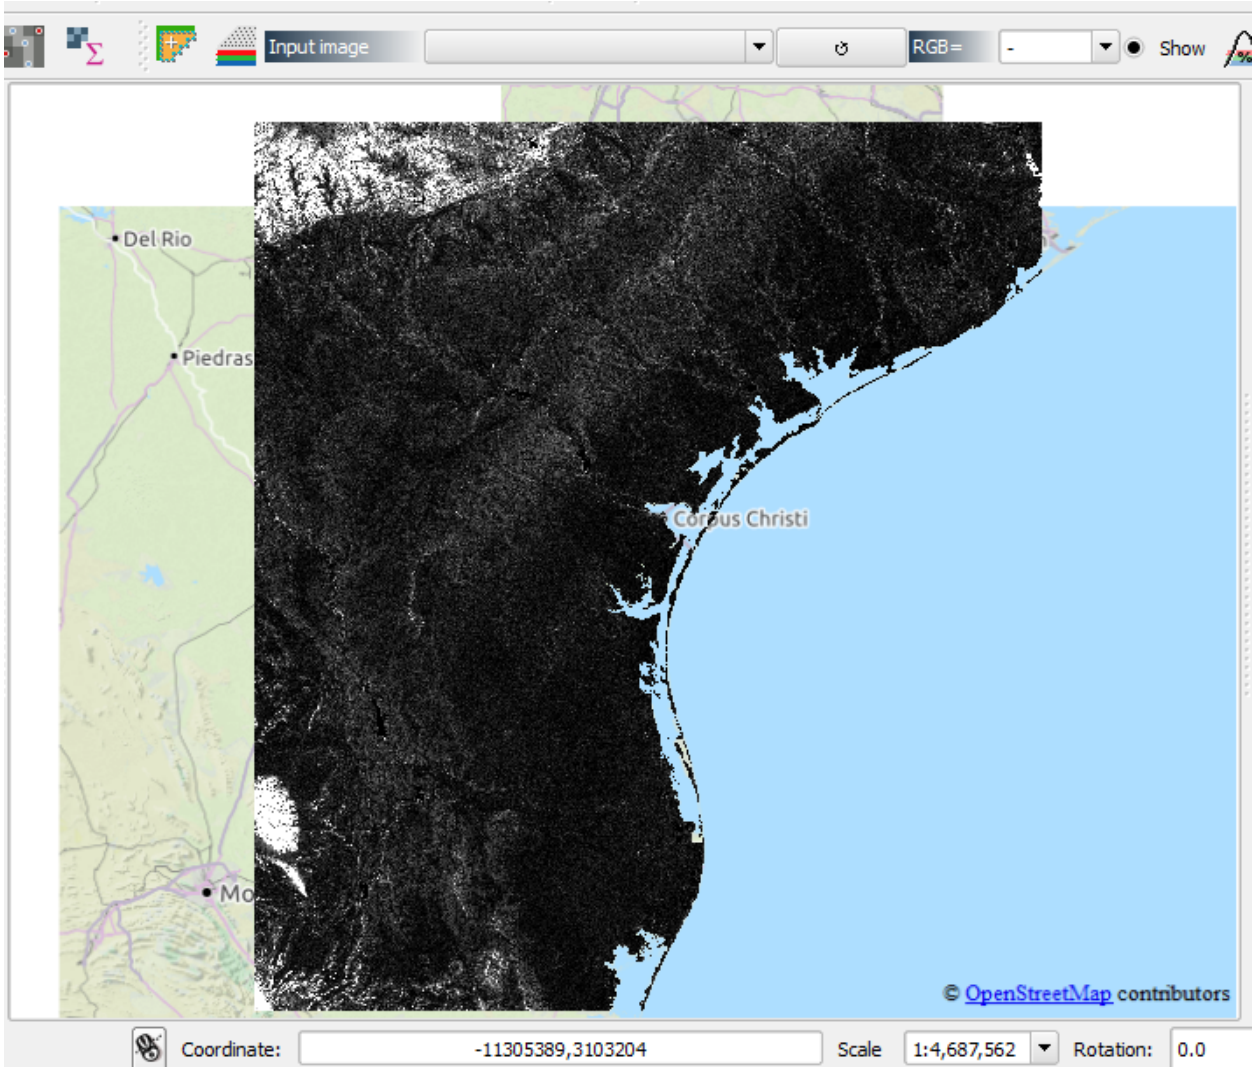 Input image
RGB=
-
Show
Del Rio
Piedras
Corpus Christi
Mo
© OpenStreetMap contributors
Coordinate:
-11305389,3103204
Scale
1:4,687,562
Rotation:
0.0